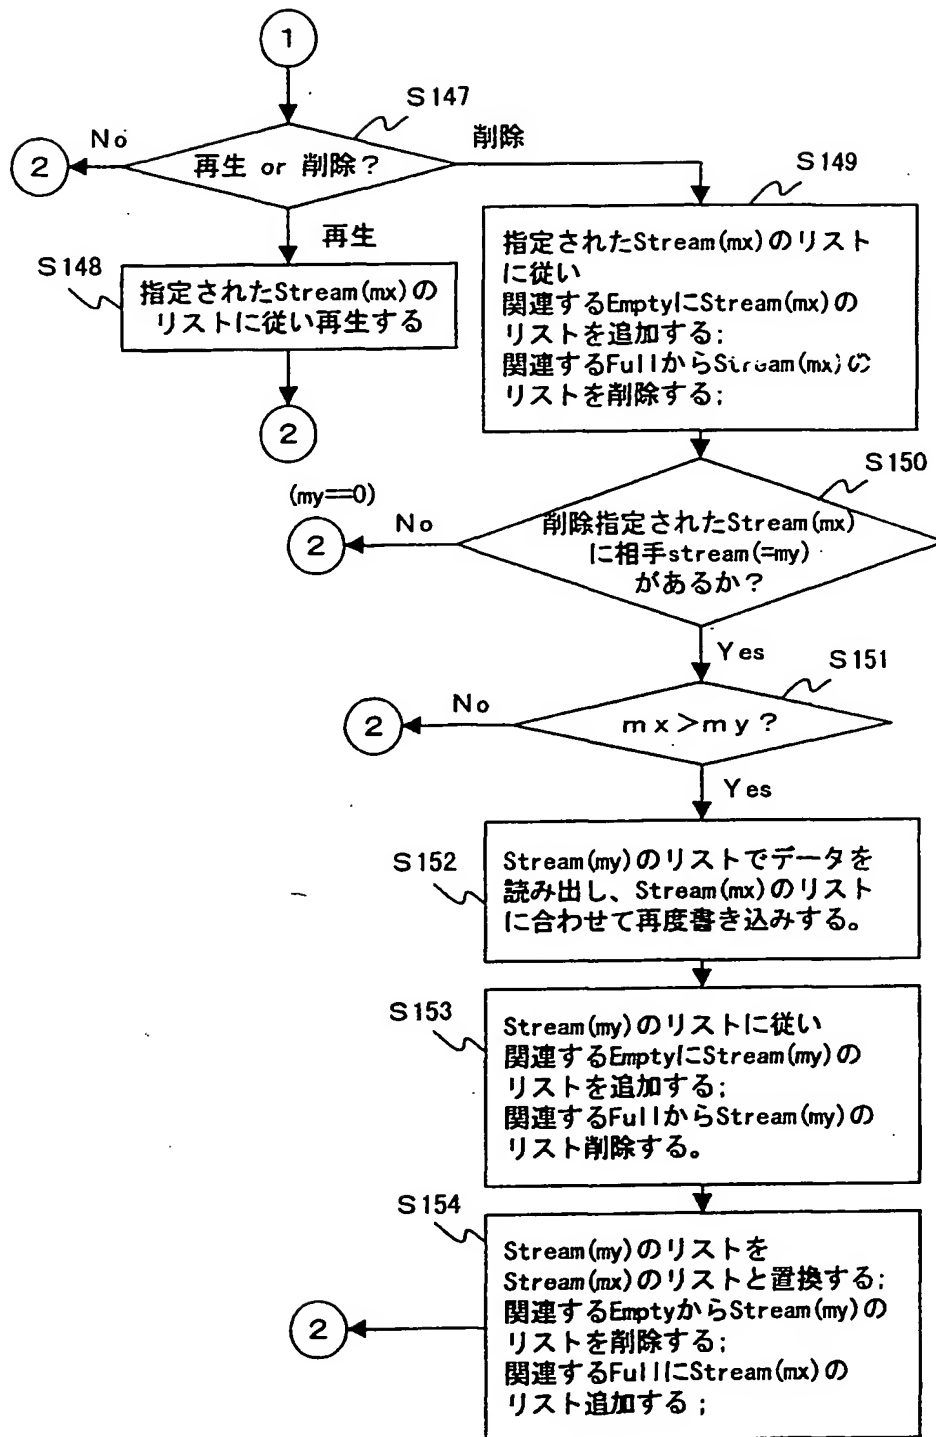 1
S147
No
削除
2
再生 or 削除？
S149
再生
S148
指定されたStream(mx)の
リストに従い再生する
2
指定されたStream(mx)のリスト
に従い
関連するEmptyにStream(mx)の
リストを追加する;
関連するFullからStream(mx)の
リストを削除する;
S150
(my==0)
No
2
削除指定されたStream(mx)
に相手stream(=my)
があるか？
Yes
S151
No
2
mx＞my？
Yes
S152
Stream(my)のリストでデータを
読み出し、Stream(mx)のリスト
に合わせて再度書き込みする。
S153
Stream(my)のリストに従い
関連するEmptyにStream(my)の
リストを追加する;
関連するFullからStream(my)の
リスト削除する。
S154
Stream(my)のリストを
Stream(mx)のリストと置換する;
関連するEmptyからStream(my)の
リストを削除する;
関連するFullにStream(mx)の
リスト追加する;
2